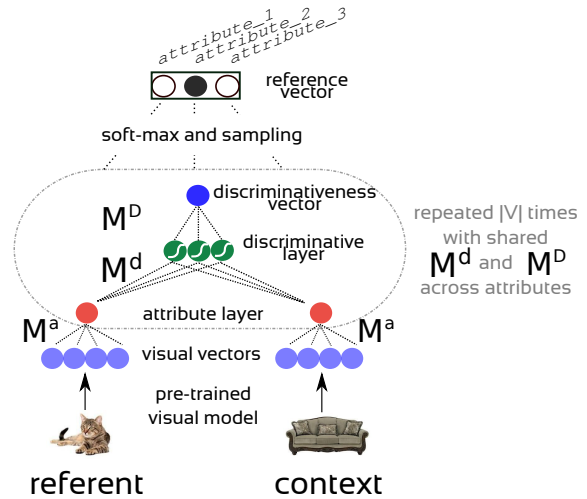 attribute_1
attribute_2
attribute_3
reference
vector
soft-max and sampling
discriminativeness
vector
M^D
discriminative
layer
M^d
repeated |V| times
with shared
M^d and M^D
across attributes
attribute layer
M^a
M^a
visual vectors
pre-trained
visual model
referent
context